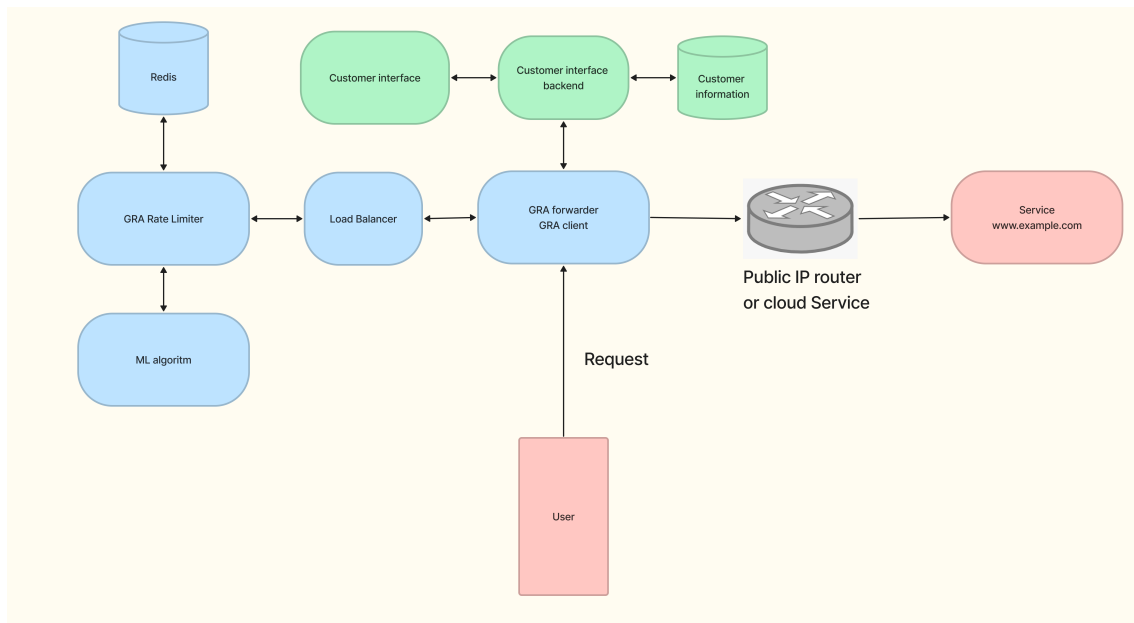 Redis
Customer interface
Customer interface
backend
Customer
information
GRA Rate Limiter
Load Balancer
GRA forwarder
GRA client
Service
www.example.com
Public IP router
or cloud Service
ML algoritm
Request
User